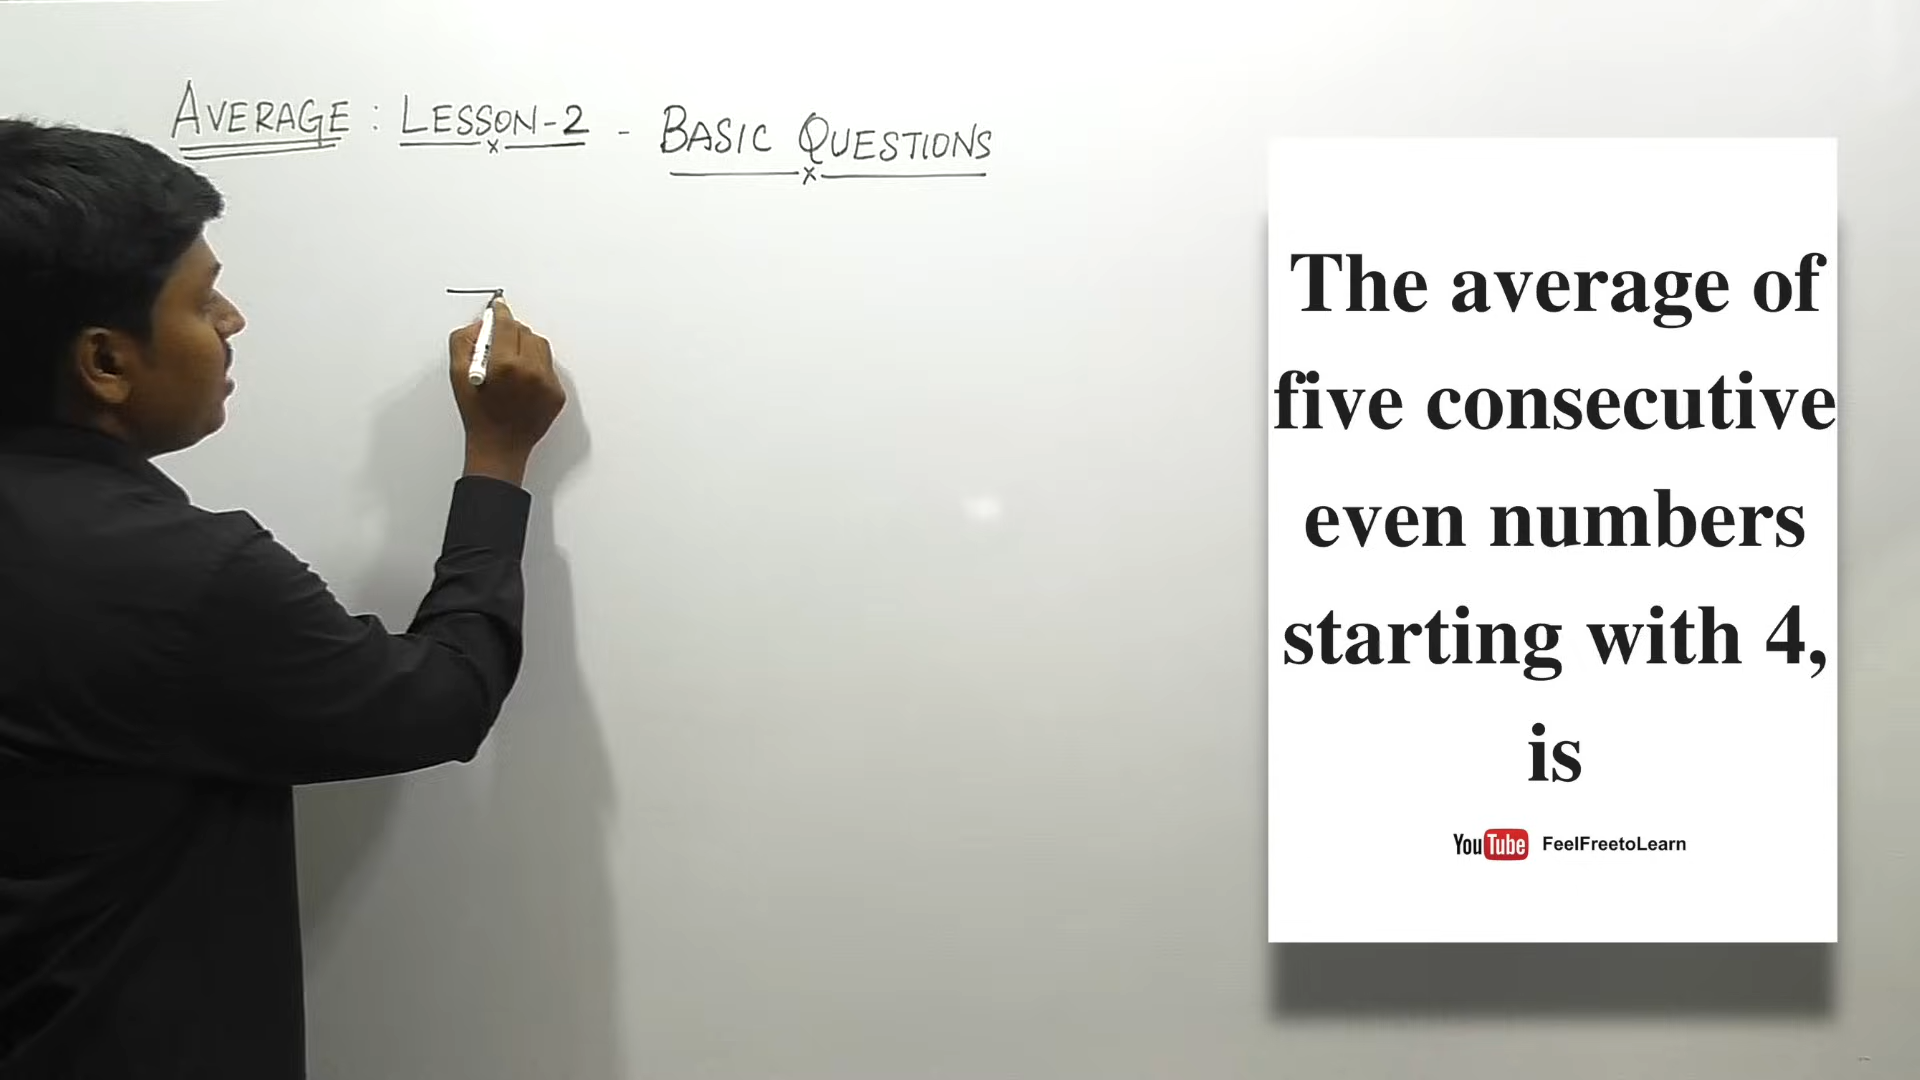 AVERAGE : LESSON-2 - BASIC QUESTIONS
The average of
five consecutive
even numbers
starting with 4,
is
YouTube FeelFreetoLearn